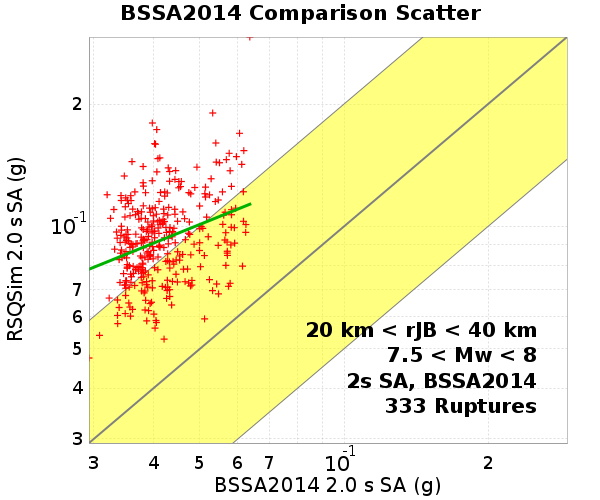 BSSA2014 Comparison Scatter
RSQSim 2.0 s SA (g)
2
10⁻¹
7
6
5
4
3
20 km < rJB < 40 km
7.5 < Mw < 8
2s SA, BSSA2014
333 Ruptures
3 4 5 6 7 10⁻¹ 2
BSSA2014 2.0 s SA (g)